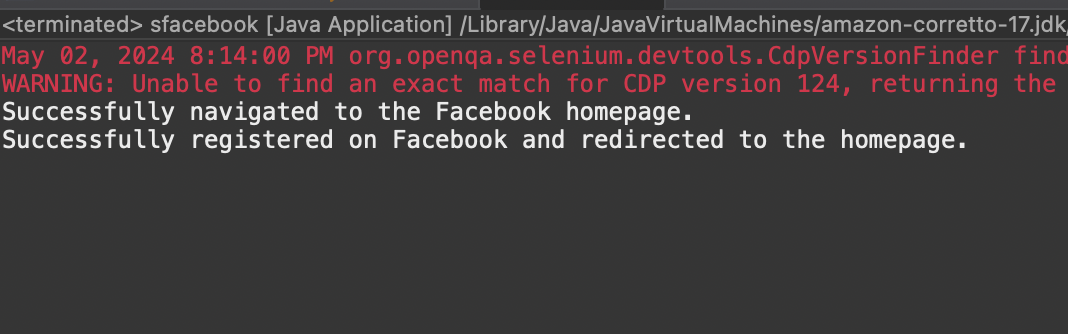 <terminated> sfacebook [Java Application] /Library/Java/JavaVirtualMachines/amazon-corretto-17.jdk/
May 02, 2024 8:14:00 PM org.openqa.selenium.devtools.CdpVersionFinder find
WARNING: Unable to find an exact match for CDP version 124, returning the
Successfully navigated to the Facebook homepage.
Successfully registered on Facebook and redirected to the homepage.